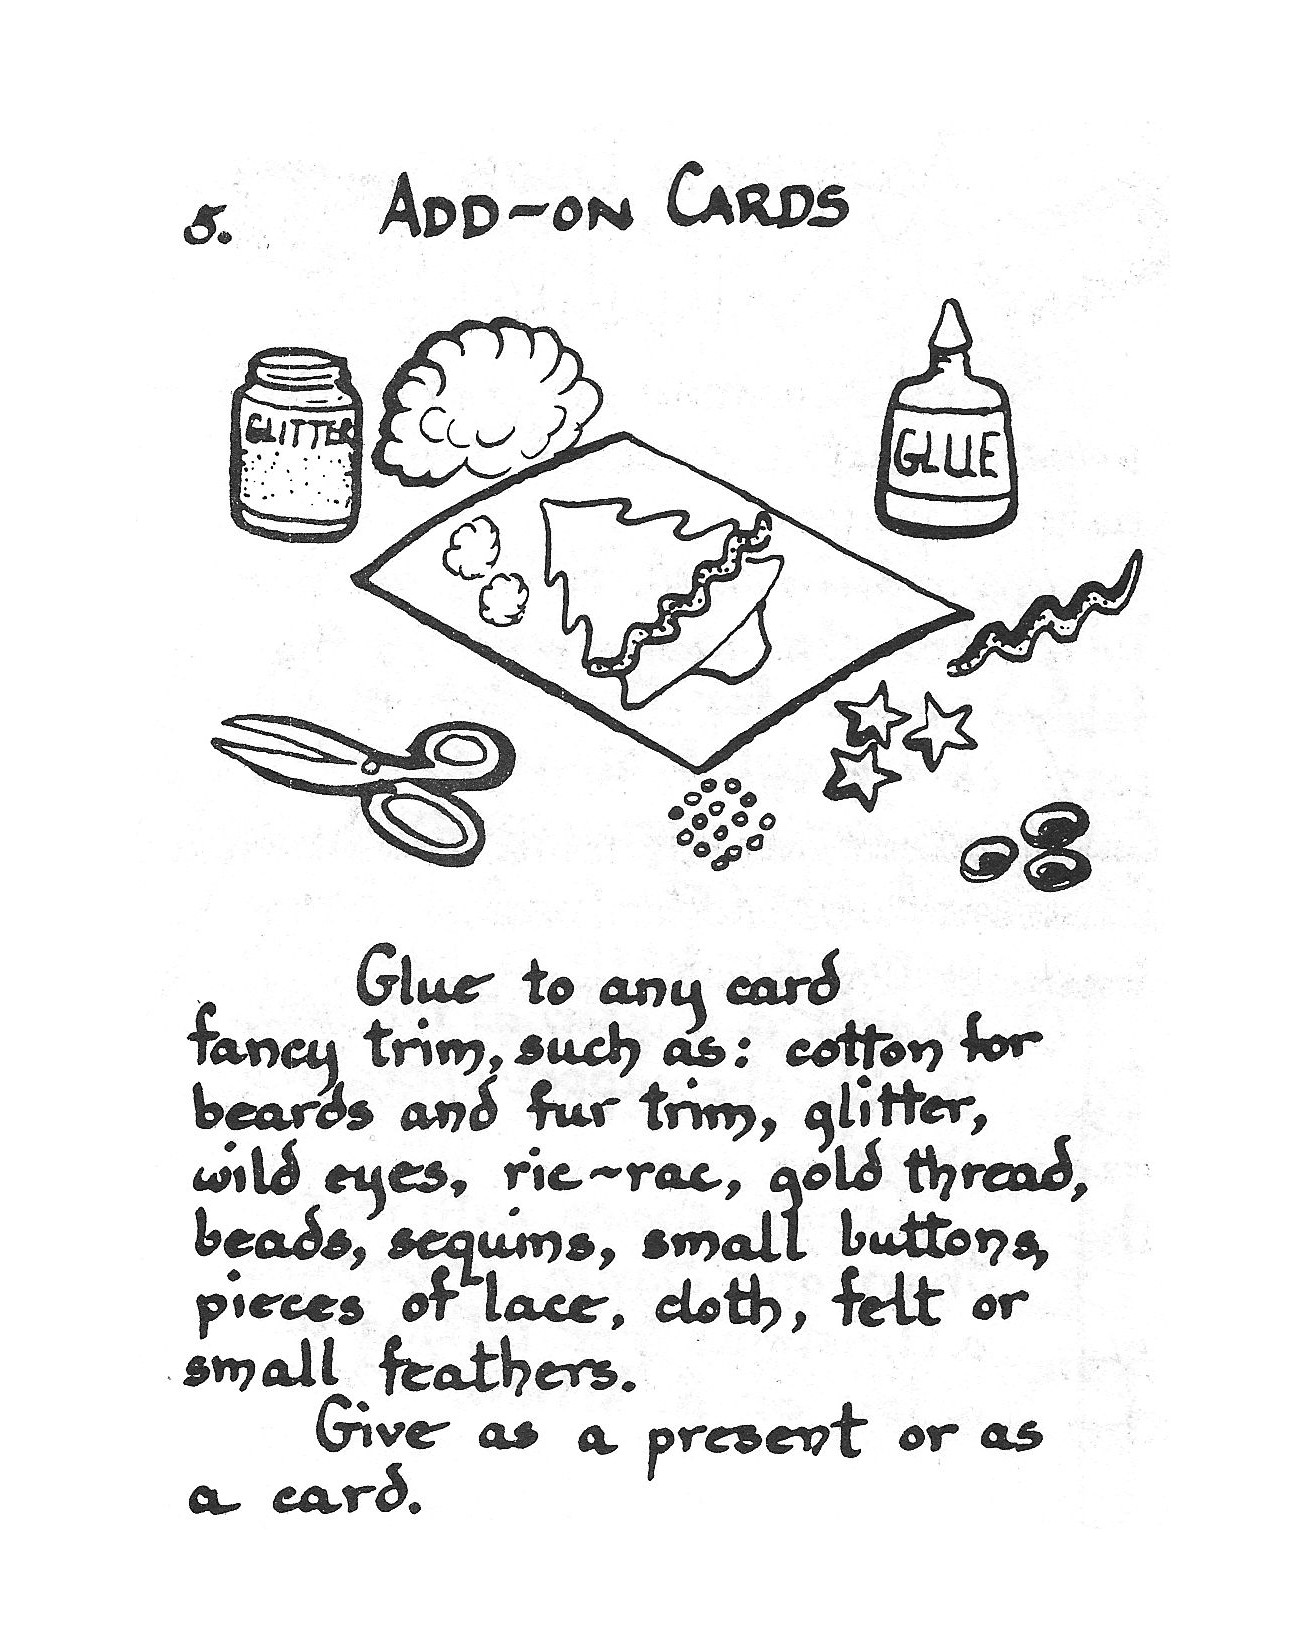 5. ADD-ON CARDS
GLITTER
GLUE
Glue to any card
fancy trim, such as: cotton for
beards and fur trim, glitter,
wild eyes, ric~rac, gold thread,
beads, sequins, small buttons,
pieces of lace, cloth, felt or
small feathers.
Give as a present or as
a card.